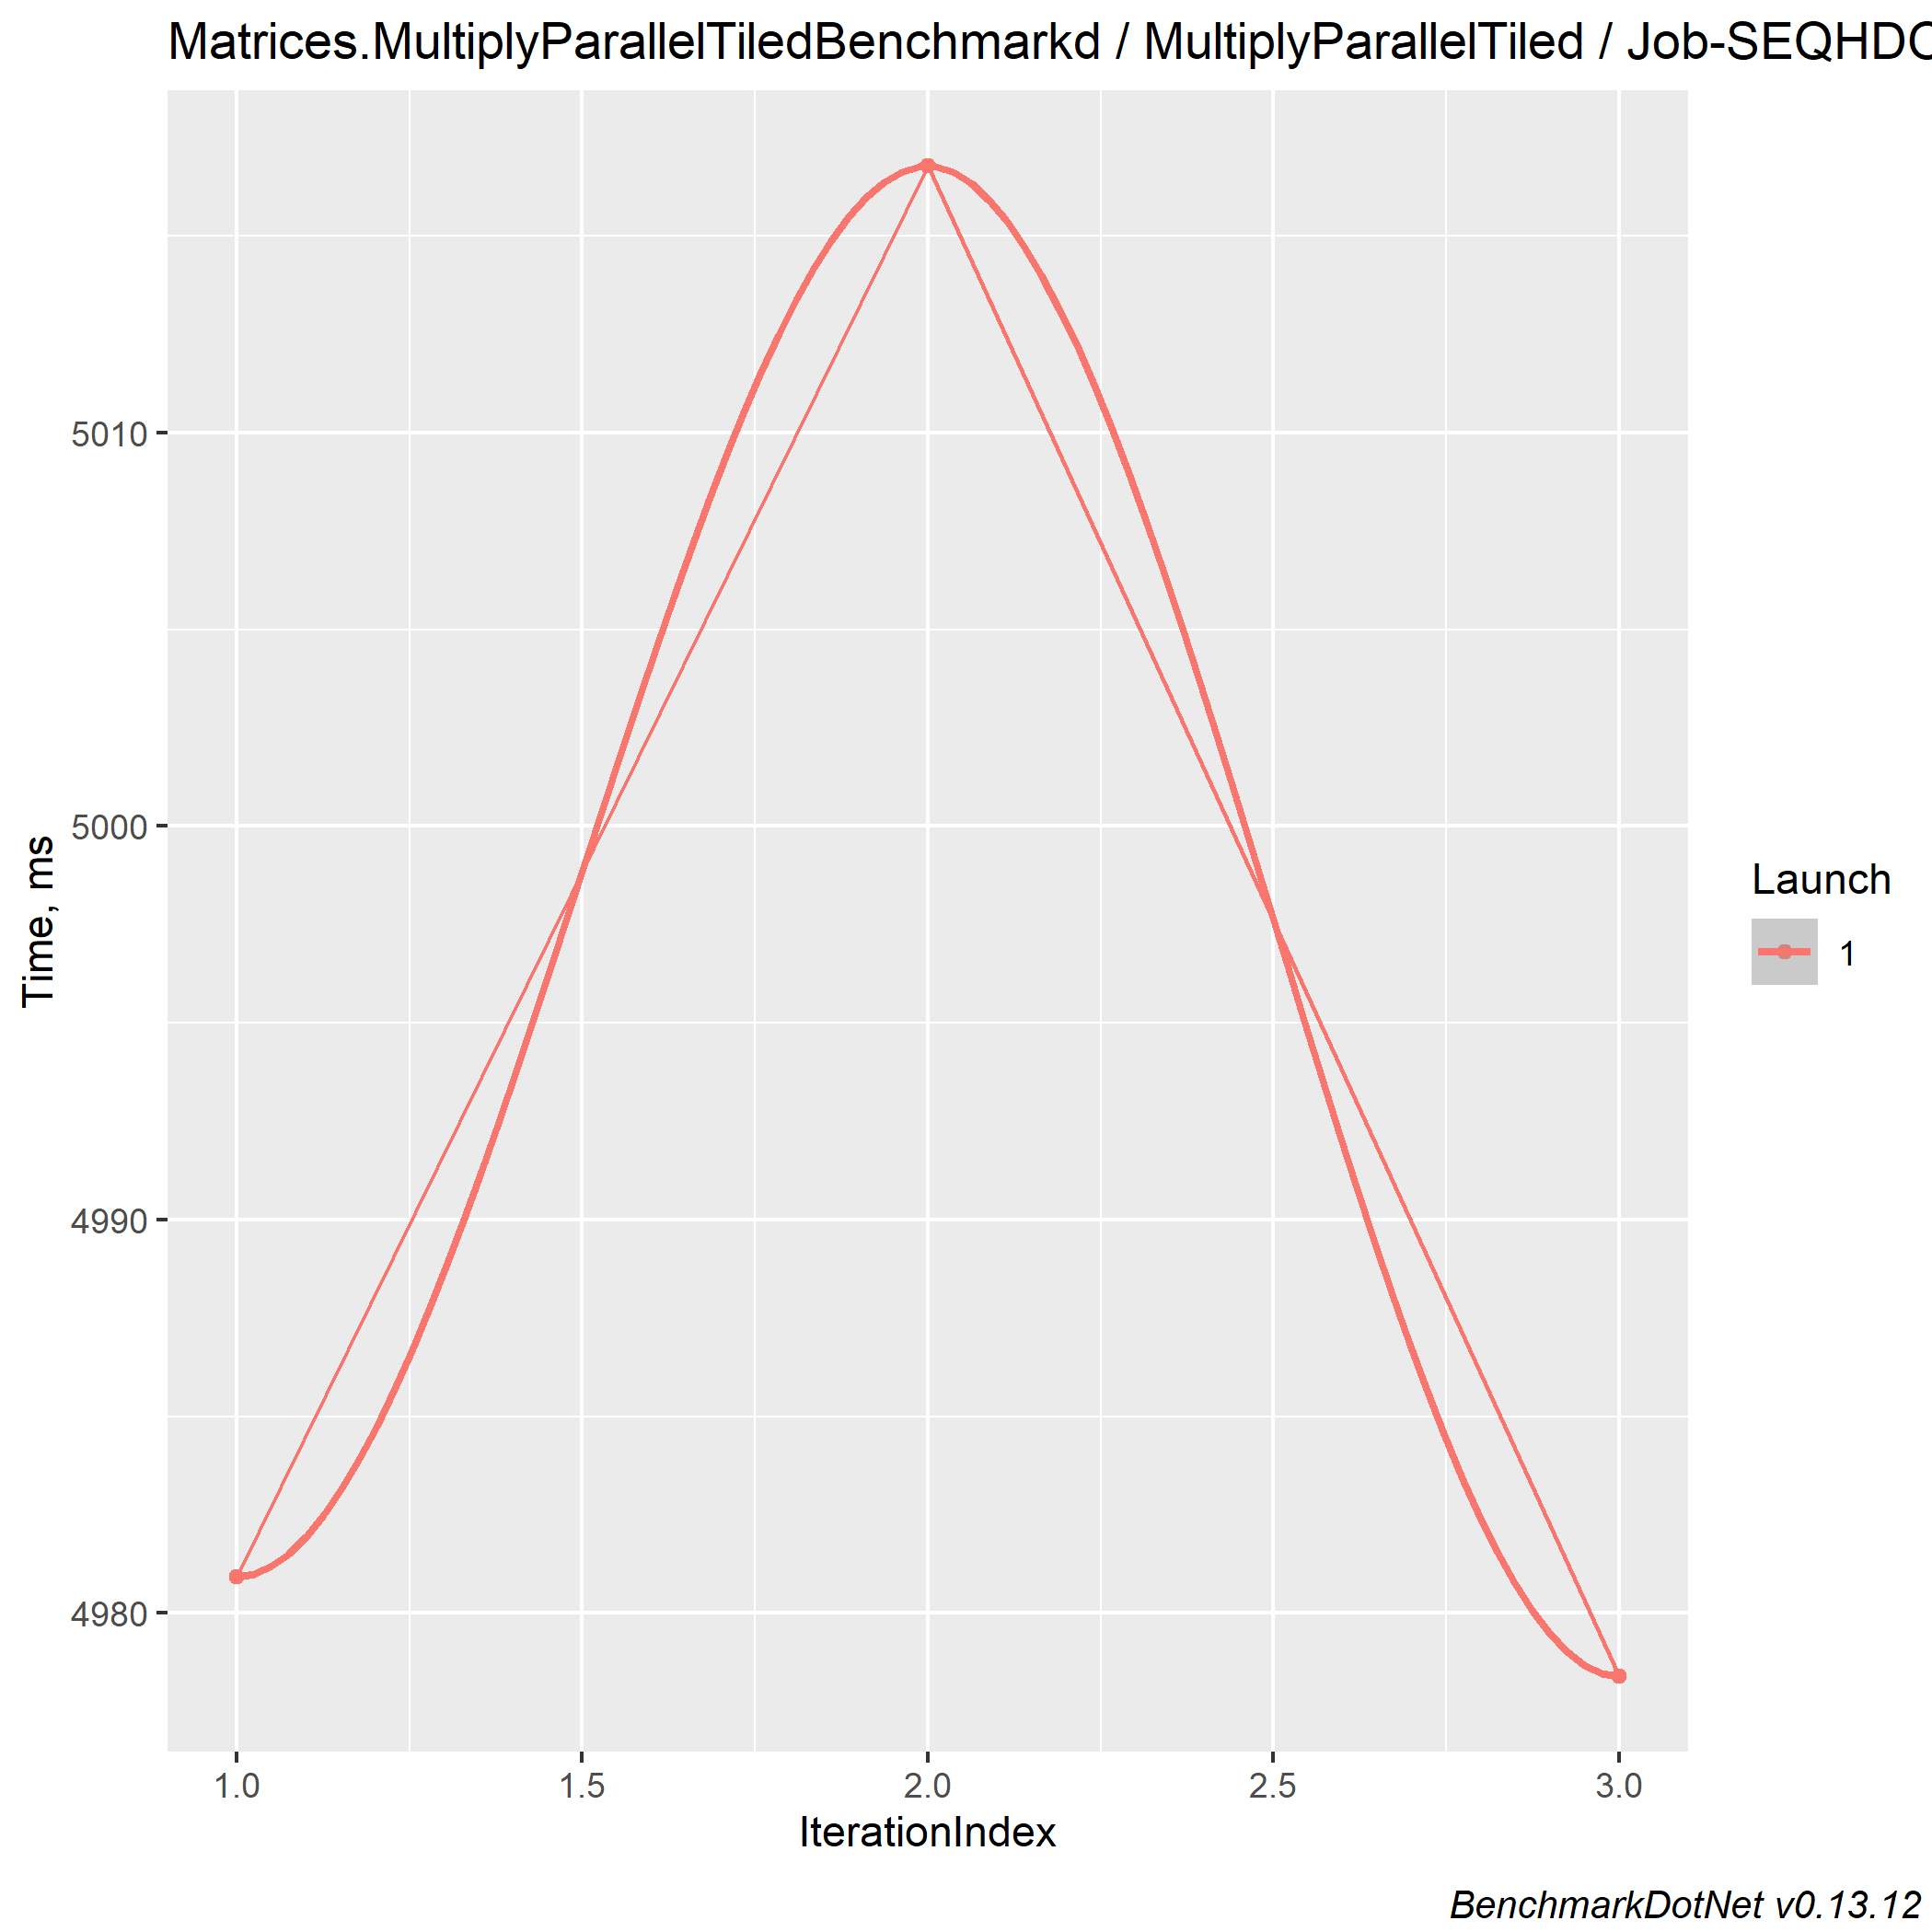 Matrices.MultiplyParallelTiledBenchmarkd / MultiplyParallelTiled / Job-SEQHDC
5010
5000
4990
4980
Time, ms
1.0 1.5 2.0 2.5 3.0
IterationIndex
Launch
1
BenchmarkDotNet v0.13.12